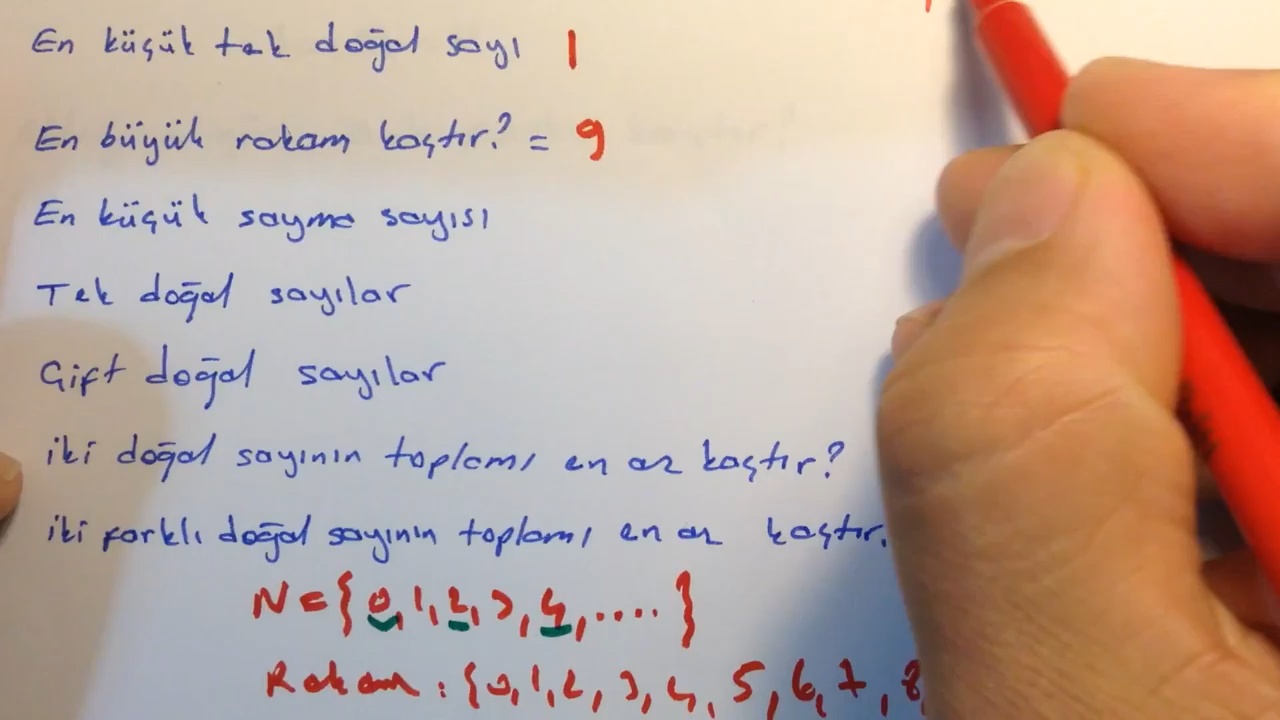 En küçük tek doğal sayı 1
En büyük rakam kaçtır? = 9
En küçük sayma sayısı
Tek doğal sayılar
Çift doğal sayılar
iki doğal sayının toplamı en az kaçtır?
iki farklı doğal sayının toplamı en az kaçtır.
N = {0, 1, 2, 3, 4, ....}
Rakam : {0, 1, 2, 3, 4, 5, 6, 7, 8,